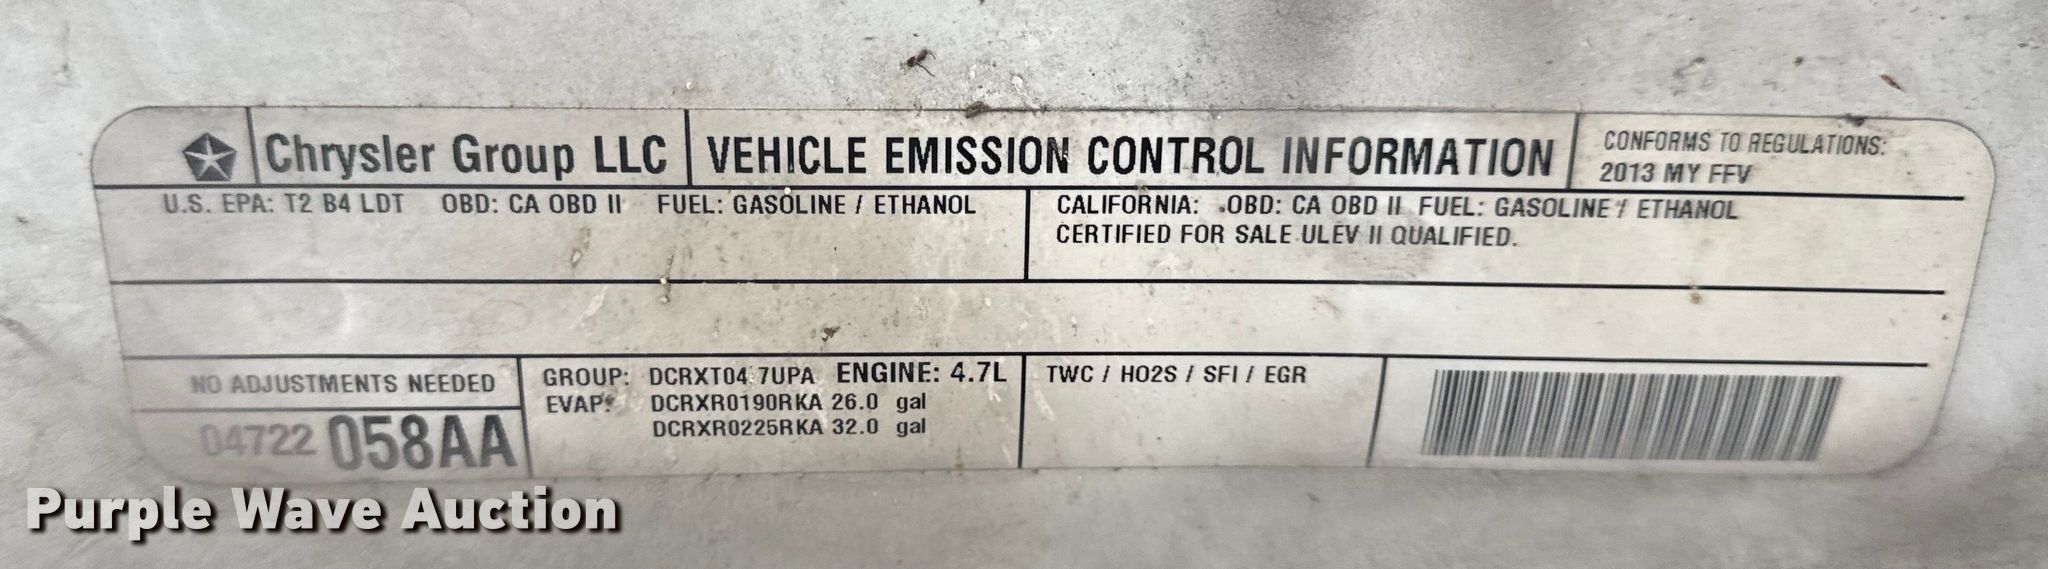 Chrysler Group LLC
VEHICLE EMISSION CONTROL INFORMATION
CONFORMS TO REGULATIONS:
2013 MY FFV
U.S. EPA: T2 B4 LDT OBD: CA OBD II FUEL: GASOLINE / ETHANOL
CALIFORNIA: OBD: CA OBD II FUEL: GASOLINE / ETHANOL
CERTIFIED FOR SALE ULEV II QUALIFIED.
NO ADJUSTMENTS NEEDED
04722 058AA
GROUP: DCRXT04.7UPA ENGINE: 4.7L
EVAP: DCRXR0190RKA 26.0 gal
DCRXR0225RKA 32.0 gal
TWC / HO2S / SFI / EGR
Purple Wave Auction